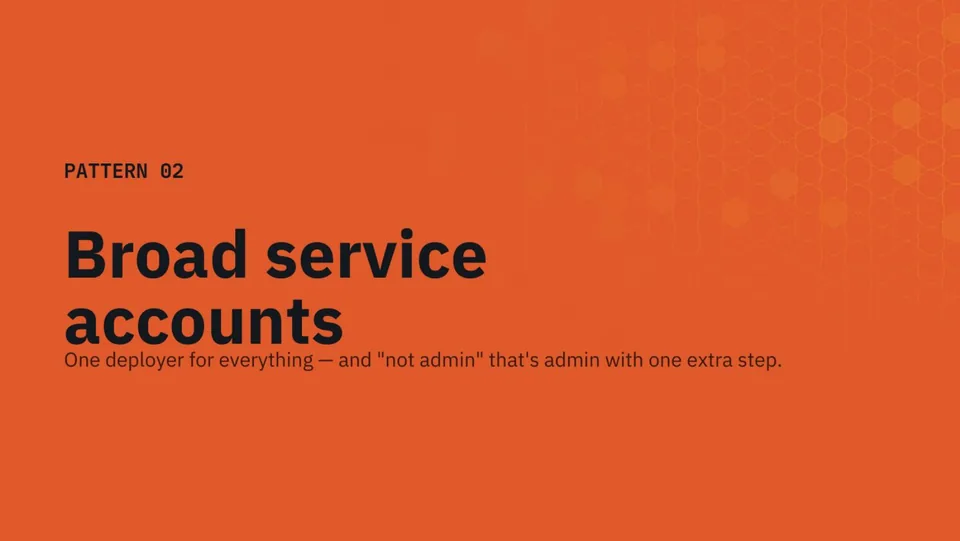 PATTERN 02
Broad service
accounts
One deployer for everything — and "not admin" that's admin with one extra step.